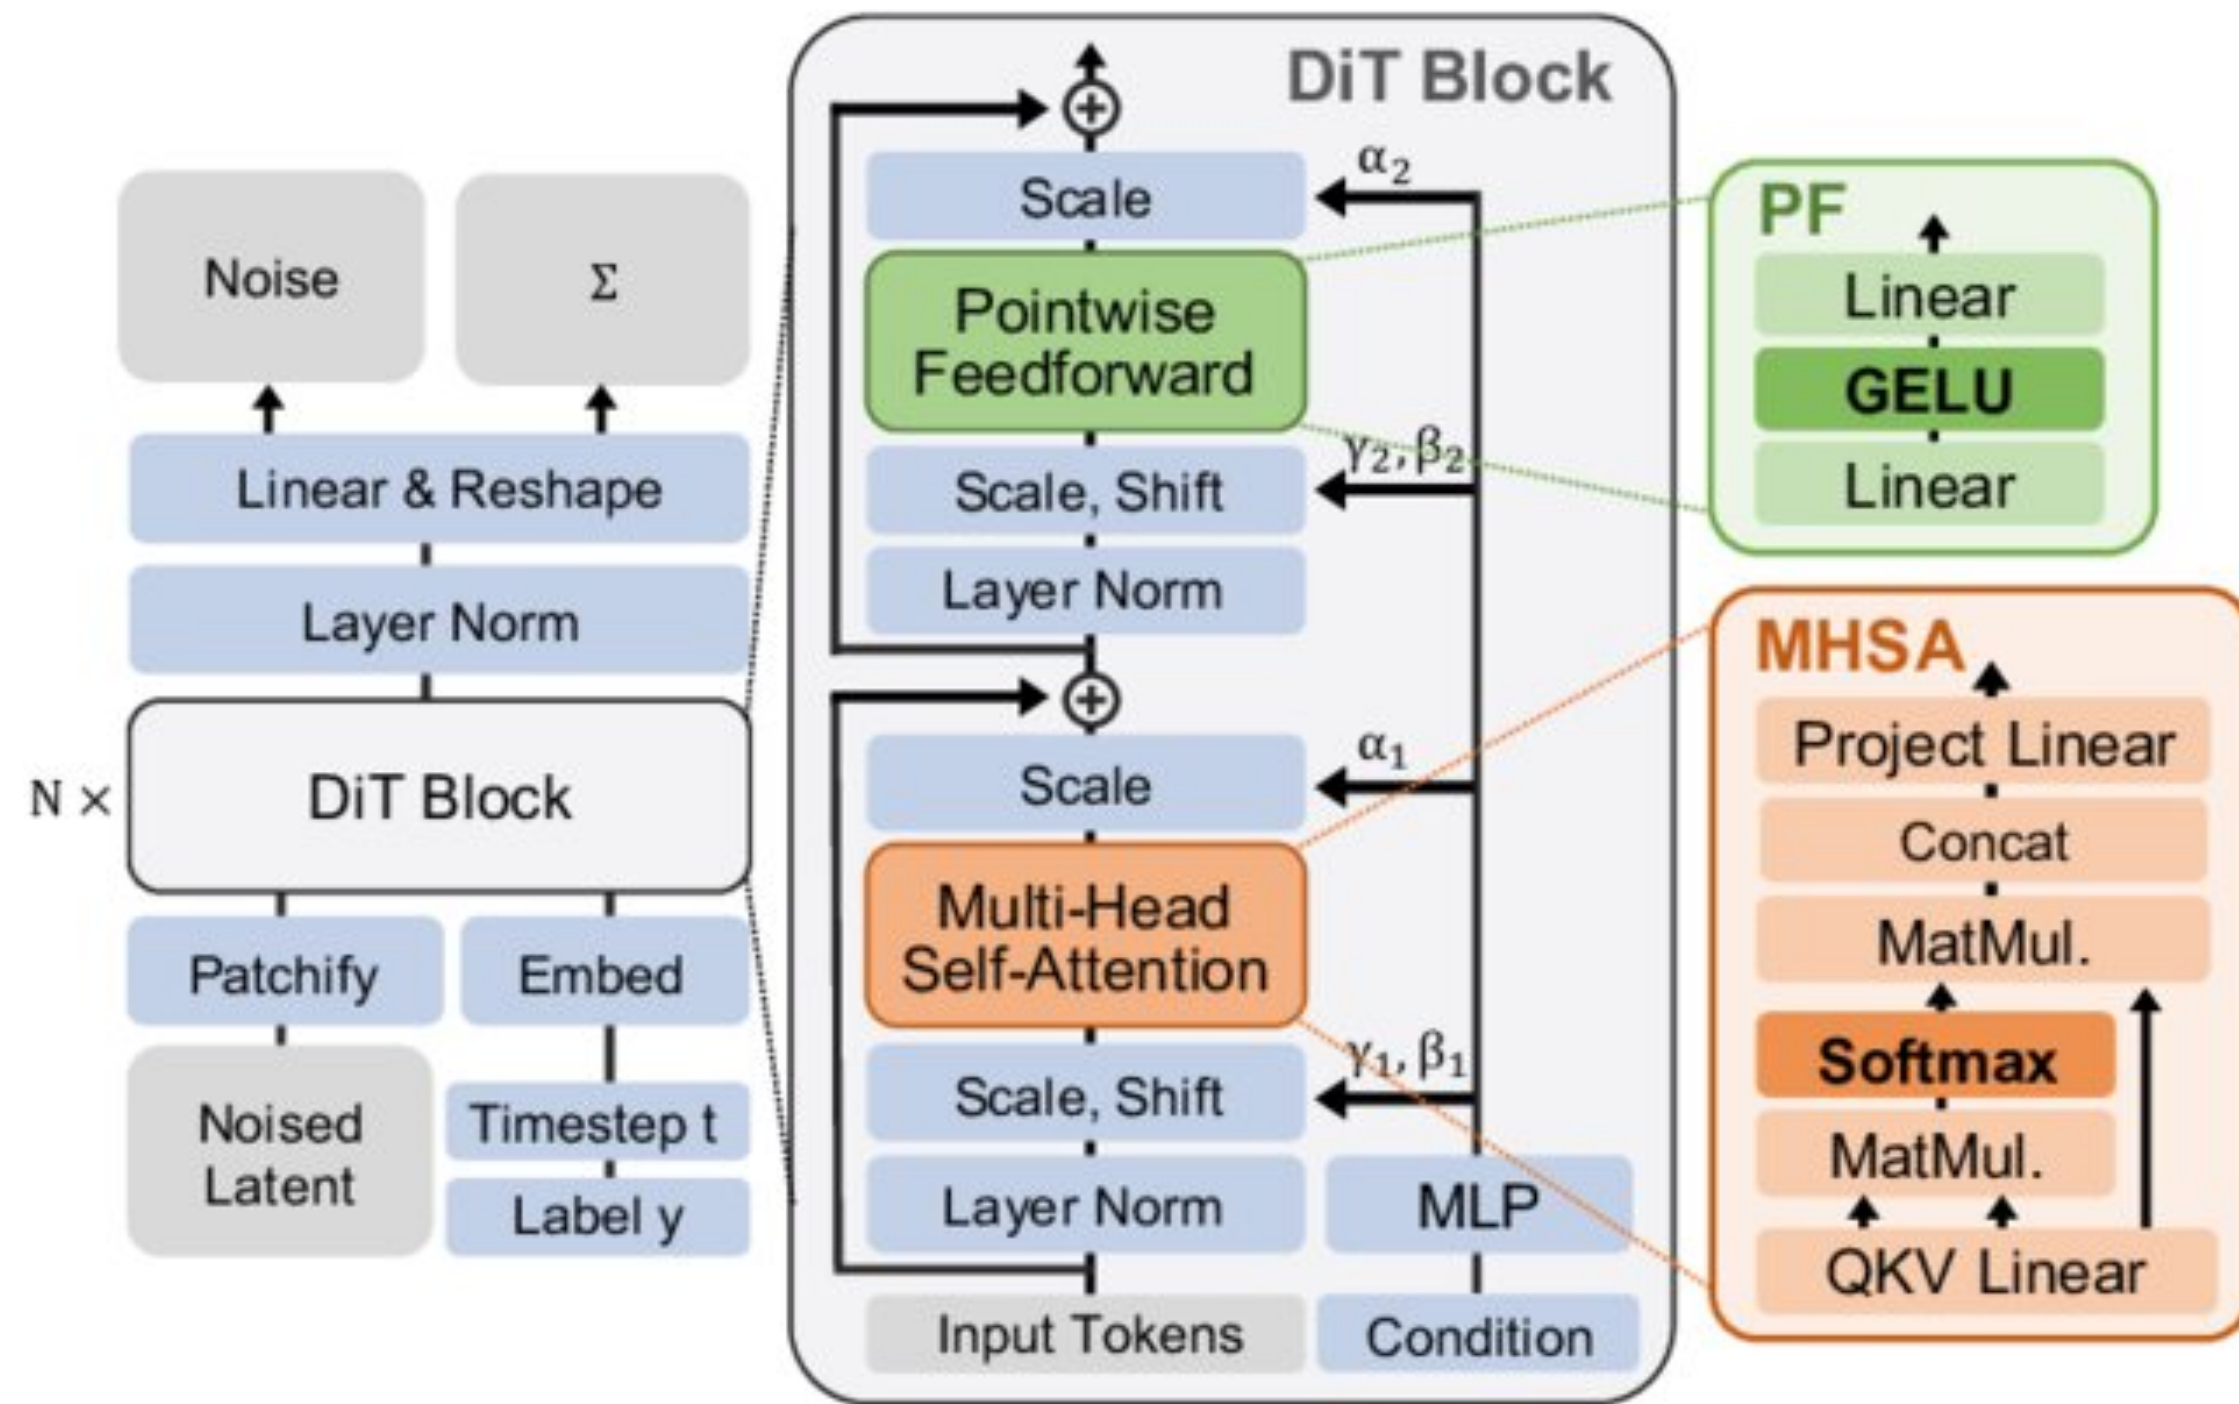 Noise
Σ
Linear & Reshape
Layer Norm
N ×
DiT Block
Patchify
Embed
Noised
Latent
Timestep t
Label y
DiT Block
Scale
α₂
Pointwise
Feedforward
Scale, Shift
γ₂, β₂
Layer Norm
Scale
α₁
Multi-Head
Self-Attention
Scale, Shift
γ₁, β₁
Layer Norm
MLP
Input Tokens
Condition
PF
Linear
GELU
Linear
MHSA
Project Linear
Concat
MatMul.
Softmax
MatMul.
QKV Linear